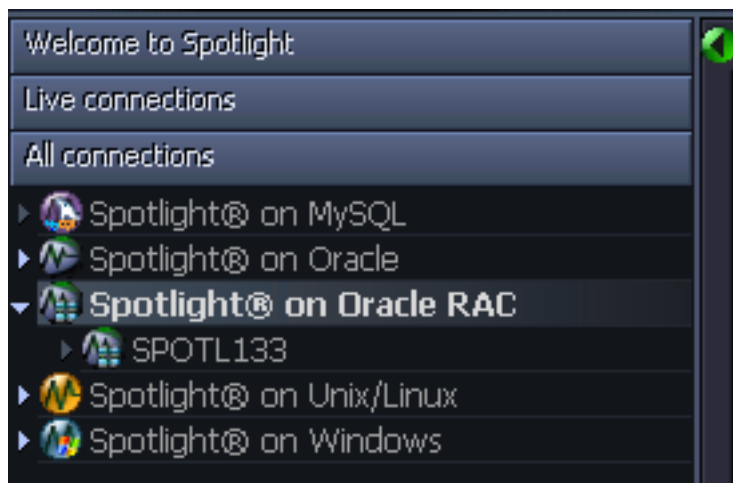 Welcome to Spotlight
Live connections
All connections
Spotlight® on MySQL
Spotlight® on Oracle
Spotlight® on Oracle RAC
SPOTL133
Spotlight® on Unix/Linux
Spotlight® on Windows